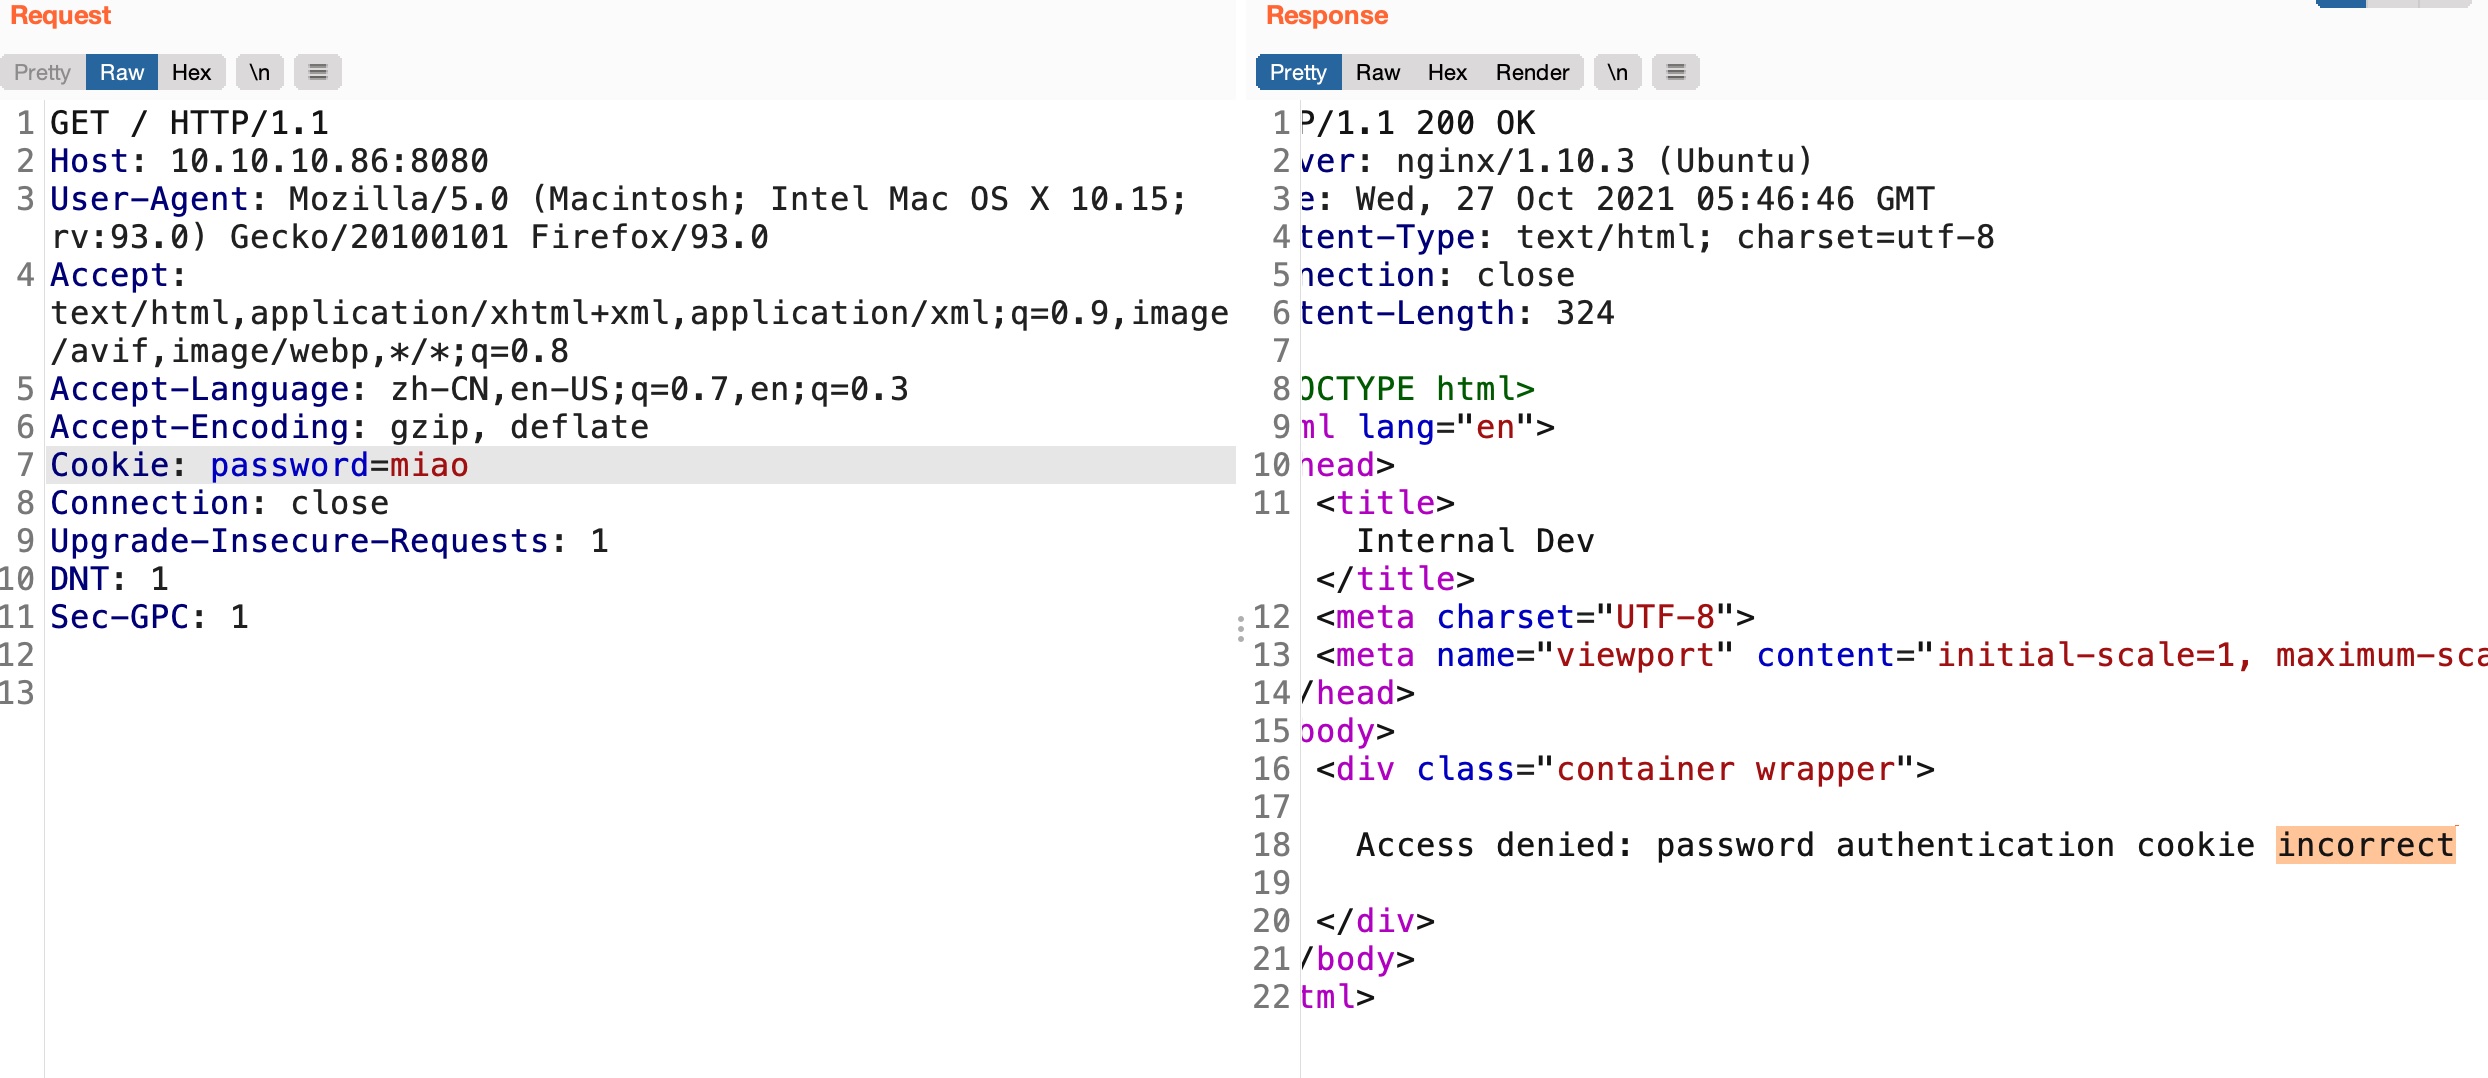 Request
Pretty Raw Hex \n
1 GET / HTTP/1.1
2 Host: 10.10.10.86:8080
3 User-Agent: Mozilla/5.0 (Macintosh; Intel Mac OS X 10.15;
rv:93.0) Gecko/20100101 Firefox/93.0
4 Accept:
text/html,application/xhtml+xml,application/xml;q=0.9,image
/avif,image/webp,*/*;q=0.8
5 Accept-Language: zh-CN,en-US;q=0.7,en;q=0.3
6 Accept-Encoding: gzip, deflate
7 Cookie: password=miao
8 Connection: close
9 Upgrade-Insecure-Requests: 1
10 DNT: 1
11 Sec-GPC: 1
12
13
Response
Pretty Raw Hex Render \n
1 P/1.1 200 OK
2 ver: nginx/1.10.3 (Ubuntu)
3 e: Wed, 27 Oct 2021 05:46:46 GMT
4 tent-Type: text/html; charset=utf-8
5 nection: close
6 tent-Length: 324
7
8 OCTYPE html>
9 ml lang="en">
10 head>
11 <title>
Internal Dev
</title>
12 <meta charset="UTF-8">
13 <meta name="viewport" content="initial-scale=1, maximum-sca
14 /head>
15 body>
16 <div class="container wrapper">
17
18 Access denied: password authentication cookie incorrect
19
20 </div>
21 /body>
22 tml>